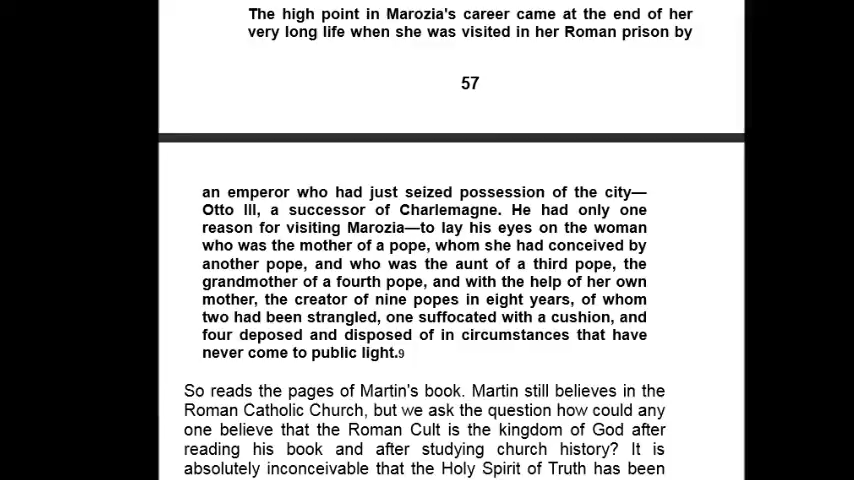 The high point in Marozia's career came at the end of her
very long life when she was visited in her Roman prison by
57
an emperor who had just seized possession of the city—
Otto III, a successor of Charlemagne. He had only one
reason for visiting Marozia—to lay his eyes on the woman
who was the mother of a pope, whom she had conceived by
another pope, and who was the aunt of a third pope, the
grandmother of a fourth pope, and with the help of her own
mother, the creator of nine popes in eight years, of whom
two had been strangled, one suffocated with a cushion, and
four deposed and disposed of in circumstances that have
never come to public light.9
So reads the pages of Martin's book. Martin still believes in the
Roman Catholic Church, but we ask the question how could any
one believe that the Roman Cult is the kingdom of God after
reading his book and after studying church history? It is
absolutely inconceivable that the Holy Spirit of Truth has been